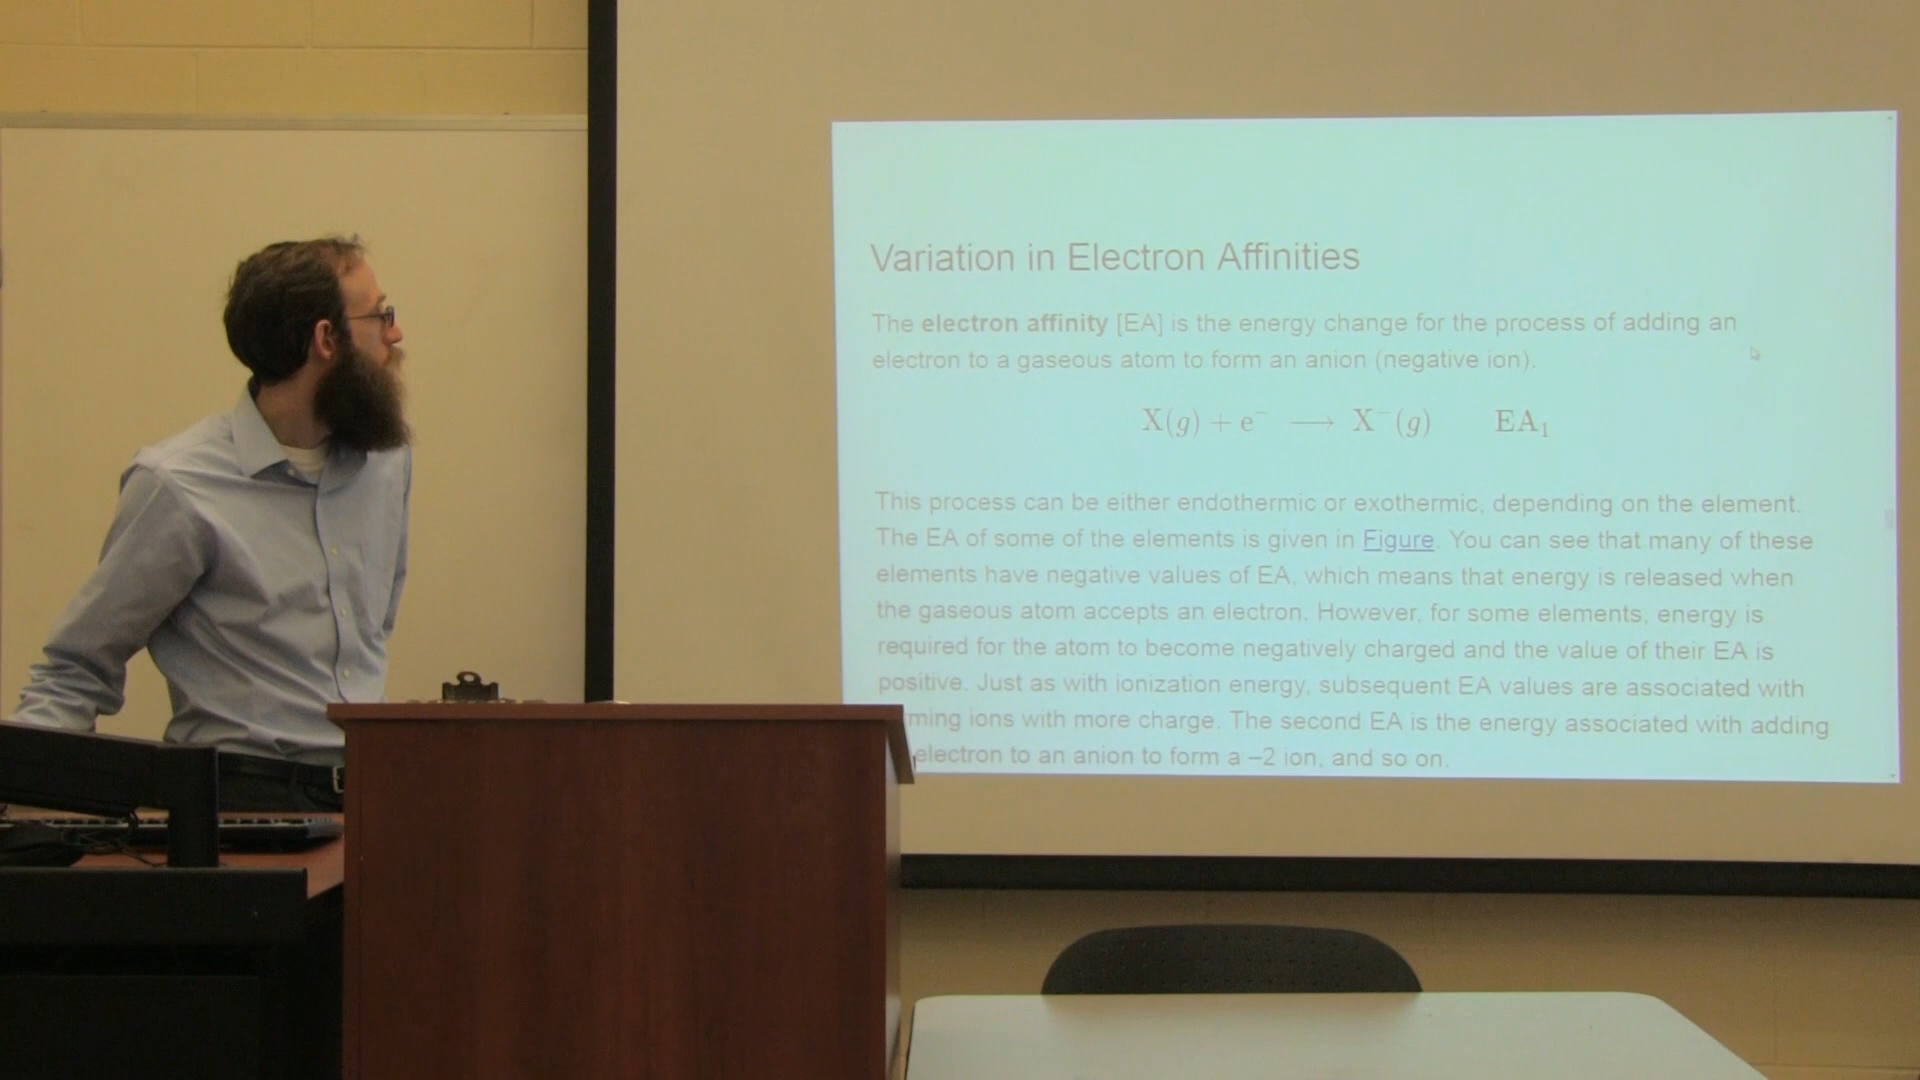 Variation in Electron Affinities
The electron affinity [EA] is the energy change for the process of adding an
electron to a gaseous atom to form an anion (negative ion).
X(g) + e⁻ ⟶ X⁻(g) EA₁
This process can be either endothermic or exothermic, depending on the element.
The EA of some of the elements is given in Figure. You can see that many of these
elements have negative values of EA, which means that energy is released when
the gaseous atom accepts an electron. However, for some elements, energy is
required for the atom to become negatively charged and the value of their EA is
positive. Just as with ionization energy, subsequent EA values are associated with
ming ions with more charge. The second EA is the energy associated with adding
electron to an anion to form a –2 ion, and so on.